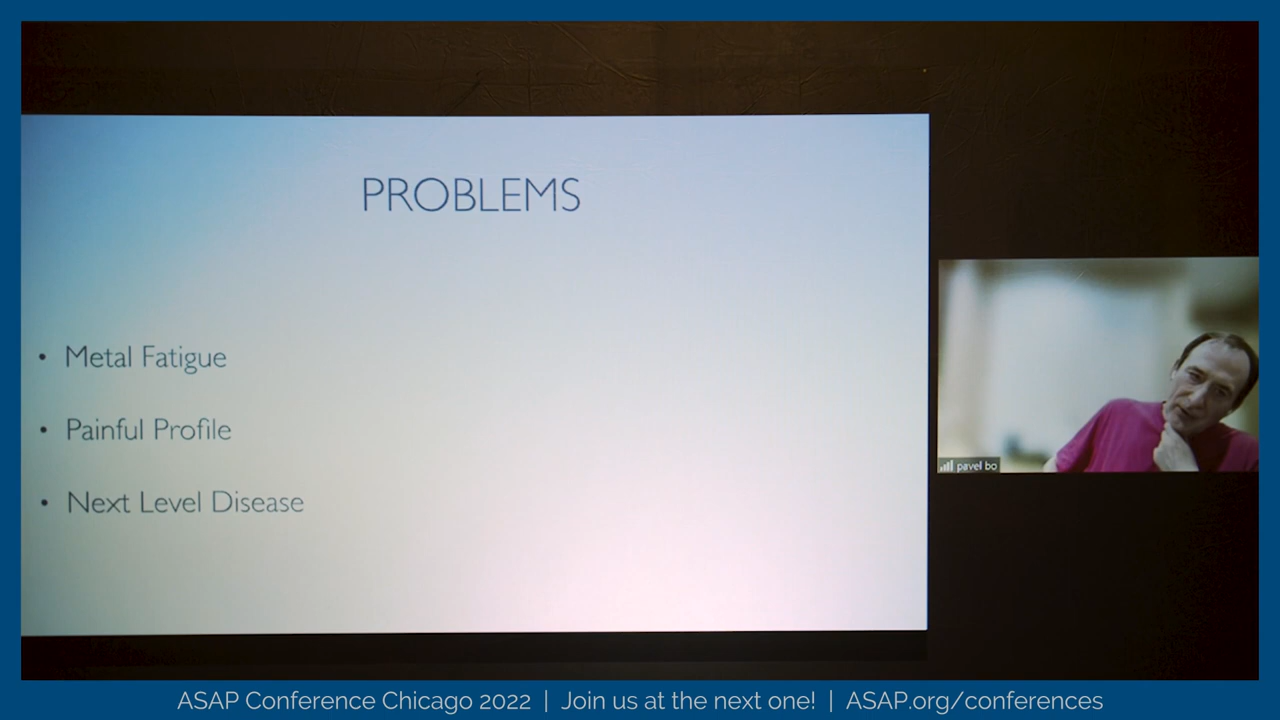 PROBLEMS
• Metal Fatigue
• Painful Profile
• Next Level Disease
pavel bo
ASAP Conference Chicago 2022 | Join us at the next one! | ASAP.org/conferences